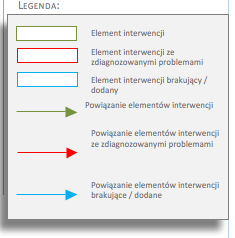 LEGENDA:
Element interwencji
Element interwencji ze
zdiagnozowanymi problemami
Element interwencji brakujący /
dodany
Powiązanie elementów interwencji
Powiązanie elementów interwencji
ze zdiagnozowanymi problemami
Powiązanie elementów interwencji
brakujące / dodane